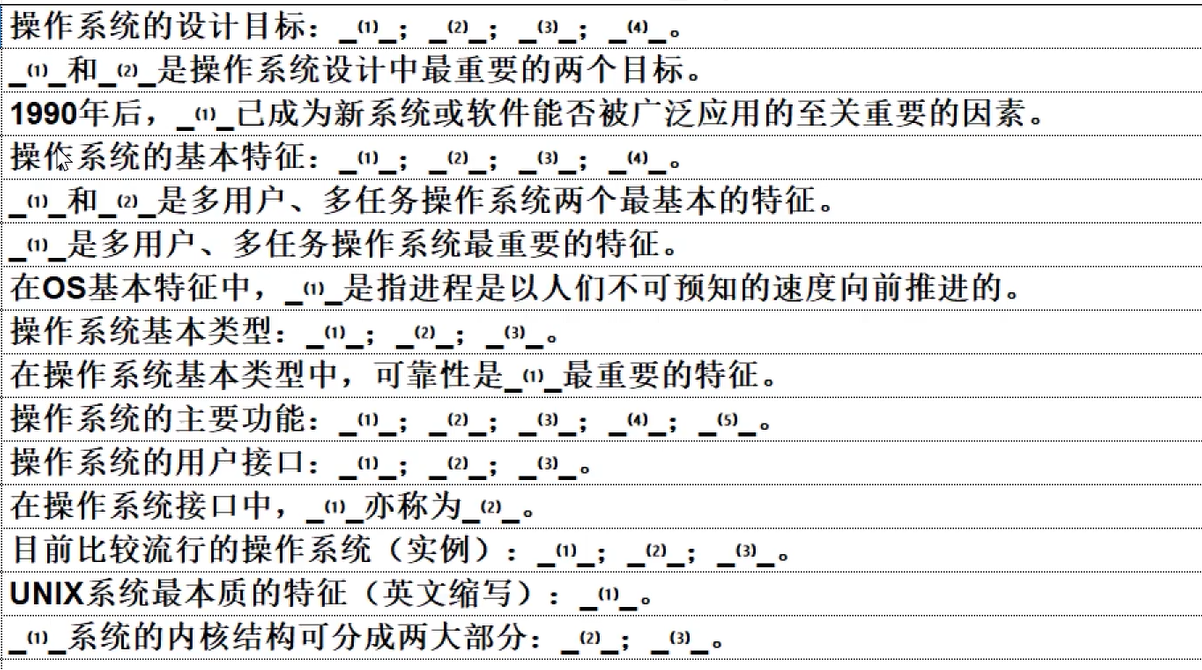 操作系统的设计目标：_⑴_；_⑵_；_⑶_；_⑷_。
_⑴_和_⑵_是操作系统设计中最重要的两个目标。
1990年后，_⑴_已成为新系统或软件能否被广泛应用的至关重要的因素。
操作系统的基本特征：_⑴_；_⑵_；_⑶_；_⑷_。
_⑴_和_⑵_是多用户、多任务操作系统两个最基本的特征。
_⑴_是多用户、多任务操作系统最重要的特征。
在OS基本特征中，_⑴_是指进程是以人们不可预知的速度向前推进的。
操作系统基本类型：_⑴_；_⑵_；_⑶_。
在操作系统基本类型中，可靠性是_⑴_最重要的特征。
操作系统的主要功能：_⑴_；_⑵_；_⑶_；_⑷_；_⑸_。
操作系统的用户接口：_⑴_；_⑵_；_⑶_。
在操作系统接口中，_⑴_亦称为_⑵_。
目前比较流行的操作系统（实例）：_⑴_；_⑵_；_⑶_。
UNIX系统最本质的特征（英文缩写）：_⑴_。
_⑴_系统的内核结构可分成两大部分：_⑵_；_⑶_。